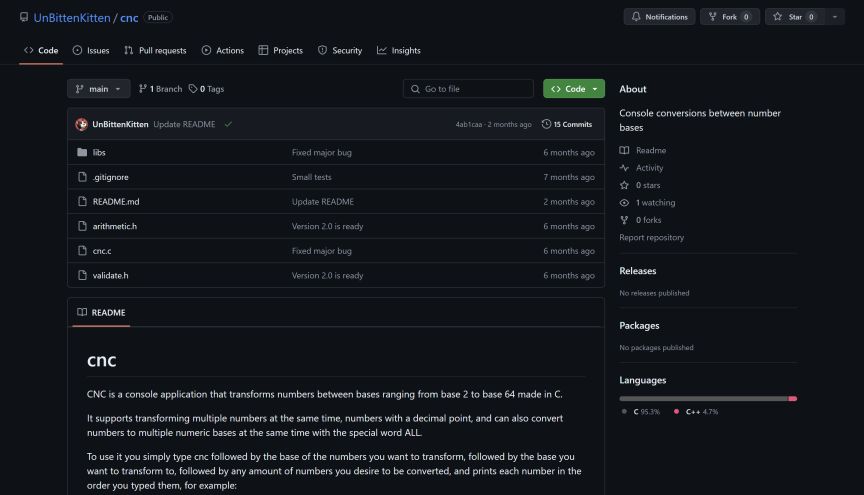 UnBittenKitten / cnc Public
Notifications Fork 0 Star 0
Code Issues Pull requests Actions Projects Security Insights
main 1 Branch 0 Tags Go to file Code
UnBittenKitten Update README 4ab1caa · 2 months ago 15 Commits
libs Fixed major bug 6 months ago
.gitignore Small tests 7 months ago
README.md Update README 2 months ago
arithmetic.h Version 2.0 is ready 6 months ago
cnc.c Fixed major bug 6 months ago
validate.h Version 2.0 is ready 6 months ago
README
cnc
CNC is a console application that transforms numbers between bases ranging from base 2 to base 64 made in C.
It supports transforming multiple numbers at the same time, numbers with a decimal point, and can also convert
numbers to multiple numeric bases at the same time with the special word ALL.
To use it you simply type cnc followed by the base of the numbers you want to transform, followed by the base you
want to transform to, followed by any amount of numbers you desire to be converted, and prints each number in the
order you typed them, for example:
About
Console conversions between number
bases
Readme
Activity
0 stars
1 watching
0 forks
Report repository
Releases
No releases published
Packages
No packages published
Languages
C 95.3% C++ 4.7%